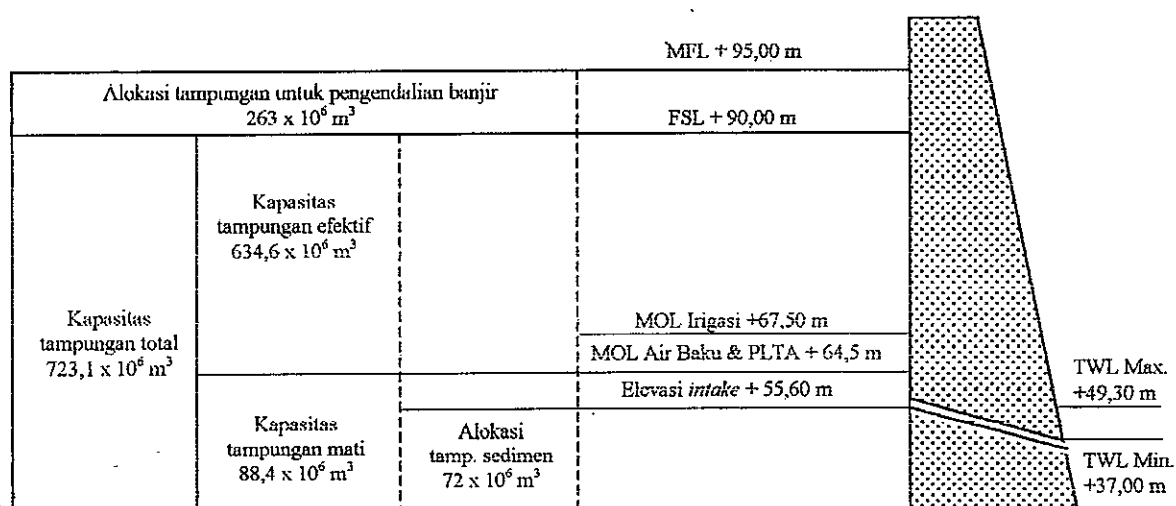 MFL + 95,00 m
Alokasi tampungan untuk pengendalian banjir
263 x 10⁶ m³
FSL + 90,00 m
Kapasitas
tampungan efektif
634,6 x 10⁶ m³
Kapasitas
tampungan total
723,1 x 10⁶ m³
MOL Irigasi +67,50 m
MOL Air Baku & PLTA + 64,5 m
Elevasi intake + 55,60 m
TWL Max.
+49,30 m
Kapasitas
tampungan mati
88,4 x 10⁶ m³
Alokasi
tamp. sedimen
72 x 10⁶ m³
TWL Min.
+37,00 m